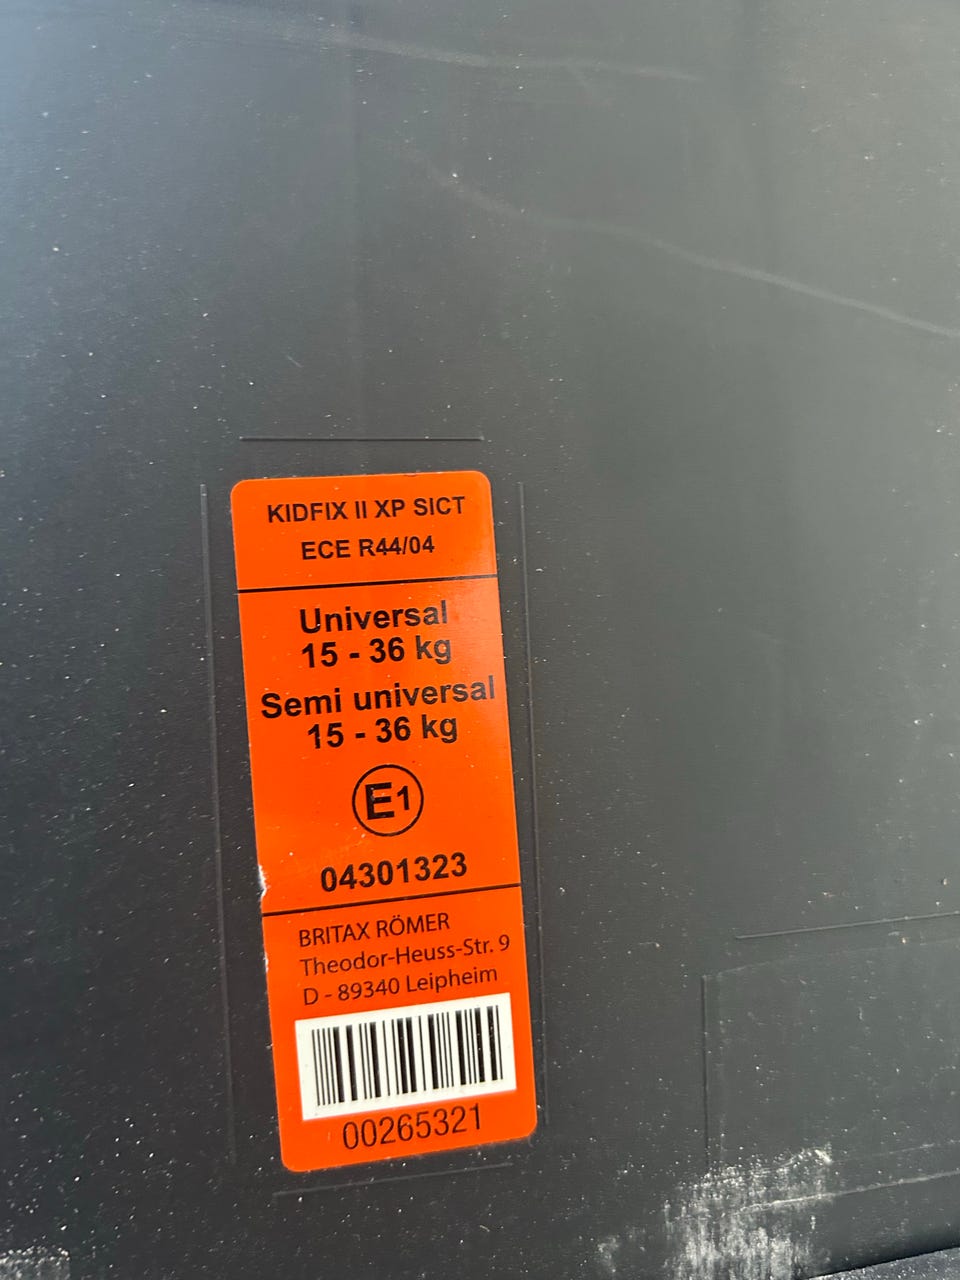 KIDFIX II XP SICT
ECE R44/04
Universal
15 - 36 kg
Semi universal
15 - 36 kg
E1
04301323
BRITAX RÖMER
Theodor-Heuss-Str. 9
D - 89340 Leipheim
00265321